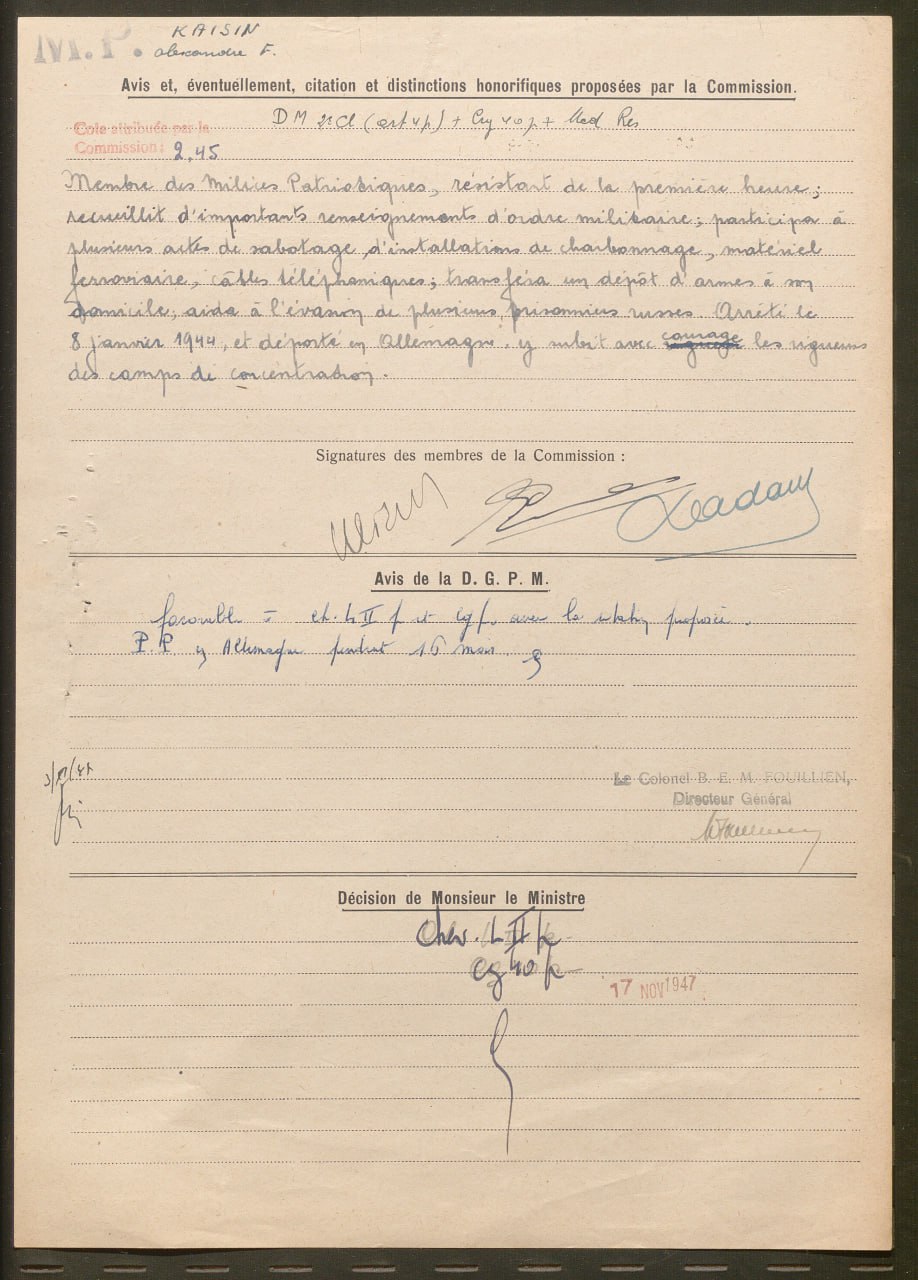 M.P. KAISIN
alexandre F.
Avis et, éventuellement, citation et distinctions honorifiques proposées par la Commission.
DM 2e Cl (art 4 p) + Cg 40 p + Med Res
Cote attribuée par la
Commission : 2,45
Membre des Milices Patriotiques, résistant de la première heure;
recueillit d'importants renseignements d'ordre militaire; participa à
plusieurs actes de sabotage, d'installations de charbonnage, matériel
ferroviaire, câbles téléphoniques; transféra un dépôt d'armes à son
domicile; aida à l'évasion de plusieurs prisonniers russes. Arrêté le
8 janvier 1944, et déporté en Allemagne. y subit avec courage les rigueurs
des camps de concentration.
Signatures des membres de la Commission :
Avis de la D. G. P. M.
favorable = ch. L II p et Cg p. avec la citation proposée.
P.P. en Allemagne pendant 16 mois.
Le Colonel B. E. M. FOUILLIEN,
Directeur Général
Décision de Monsieur le Ministre
Chev. L II p
Cg 40 p
17 NOV 1947